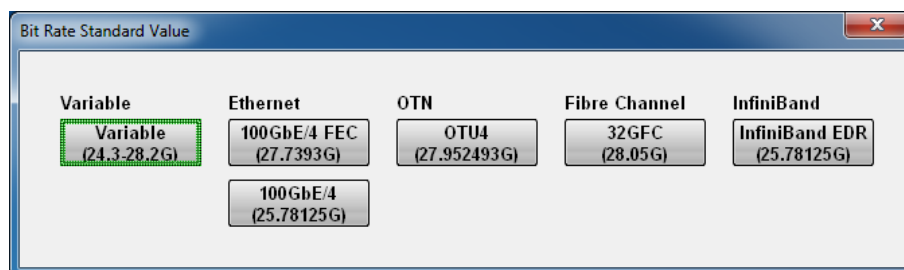 Bit Rate Standard Value
Variable
Ethernet
OTN
Fibre Channel
InfiniBand
Variable
(24.3-28.2G)
100GbE/4 FEC
(27.7393G)
OTU4
(27.952493G)
32GFC
(28.05G)
InfiniBand EDR
(25.78125G)
100GbE/4
(25.78125G)